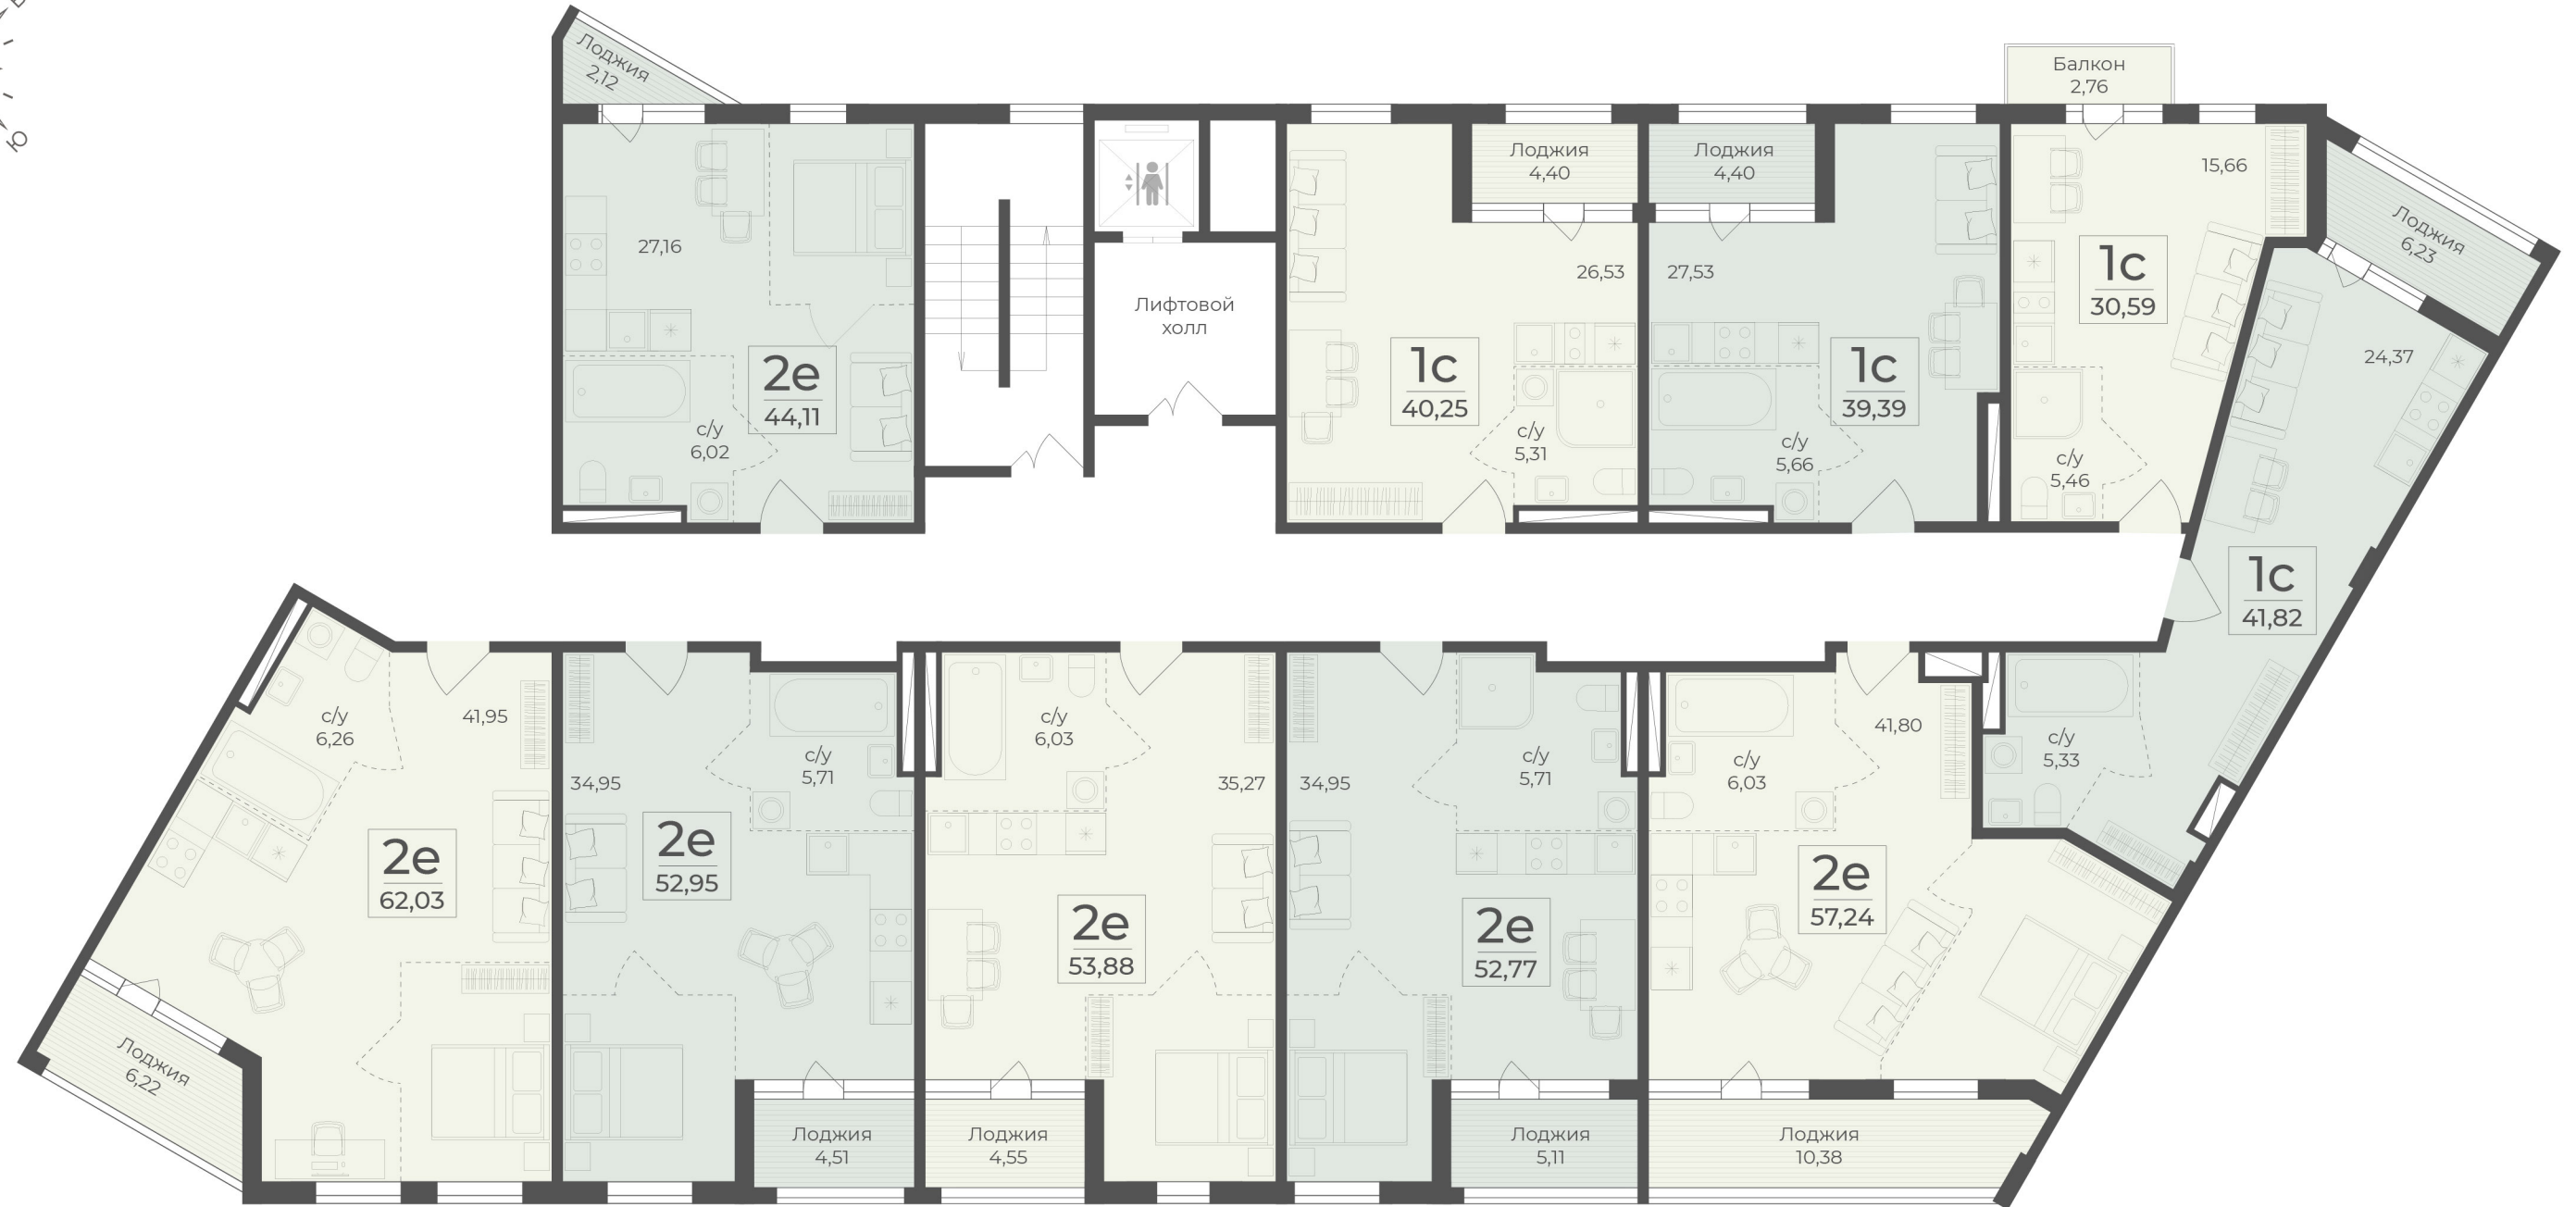 В
Ю
Лоджия
2,12
27,16
2е
44,11
с/у
6,02
Лифтовой
холл
Лоджия
4,40
26,53
1с
40,25
с/у
5,31
Лоджия
4,40
27,53
1с
39,39
с/у
5,66
Балкон
2,76
15,66
1с
30,59
с/у
5,46
Лоджия
6,23
24,37
1с
41,82
с/у
5,33
с/у
6,26
41,95
2е
62,03
Лоджия
6,22
34,95
с/у
5,71
2е
52,95
Лоджия
4,51
с/у
6,03
35,27
2е
53,88
Лоджия
4,55
34,95
с/у
5,71
2е
52,77
Лоджия
5,11
с/у
6,03
41,80
2е
57,24
Лоджия
10,38